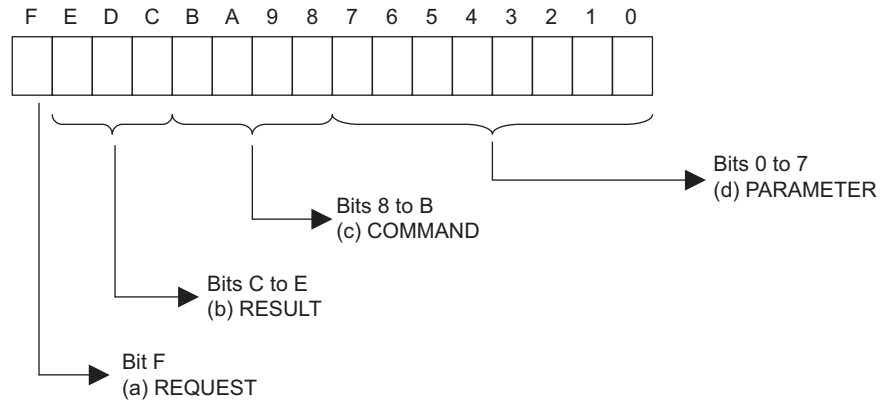 F E D C B A 9 8 7 6 5 4 3 2 1 0
Bits 0 to 7
(d) PARAMETER
Bits 8 to B
(c) COMMAND
Bits C to E
(b) RESULT
Bit F
(a) REQUEST